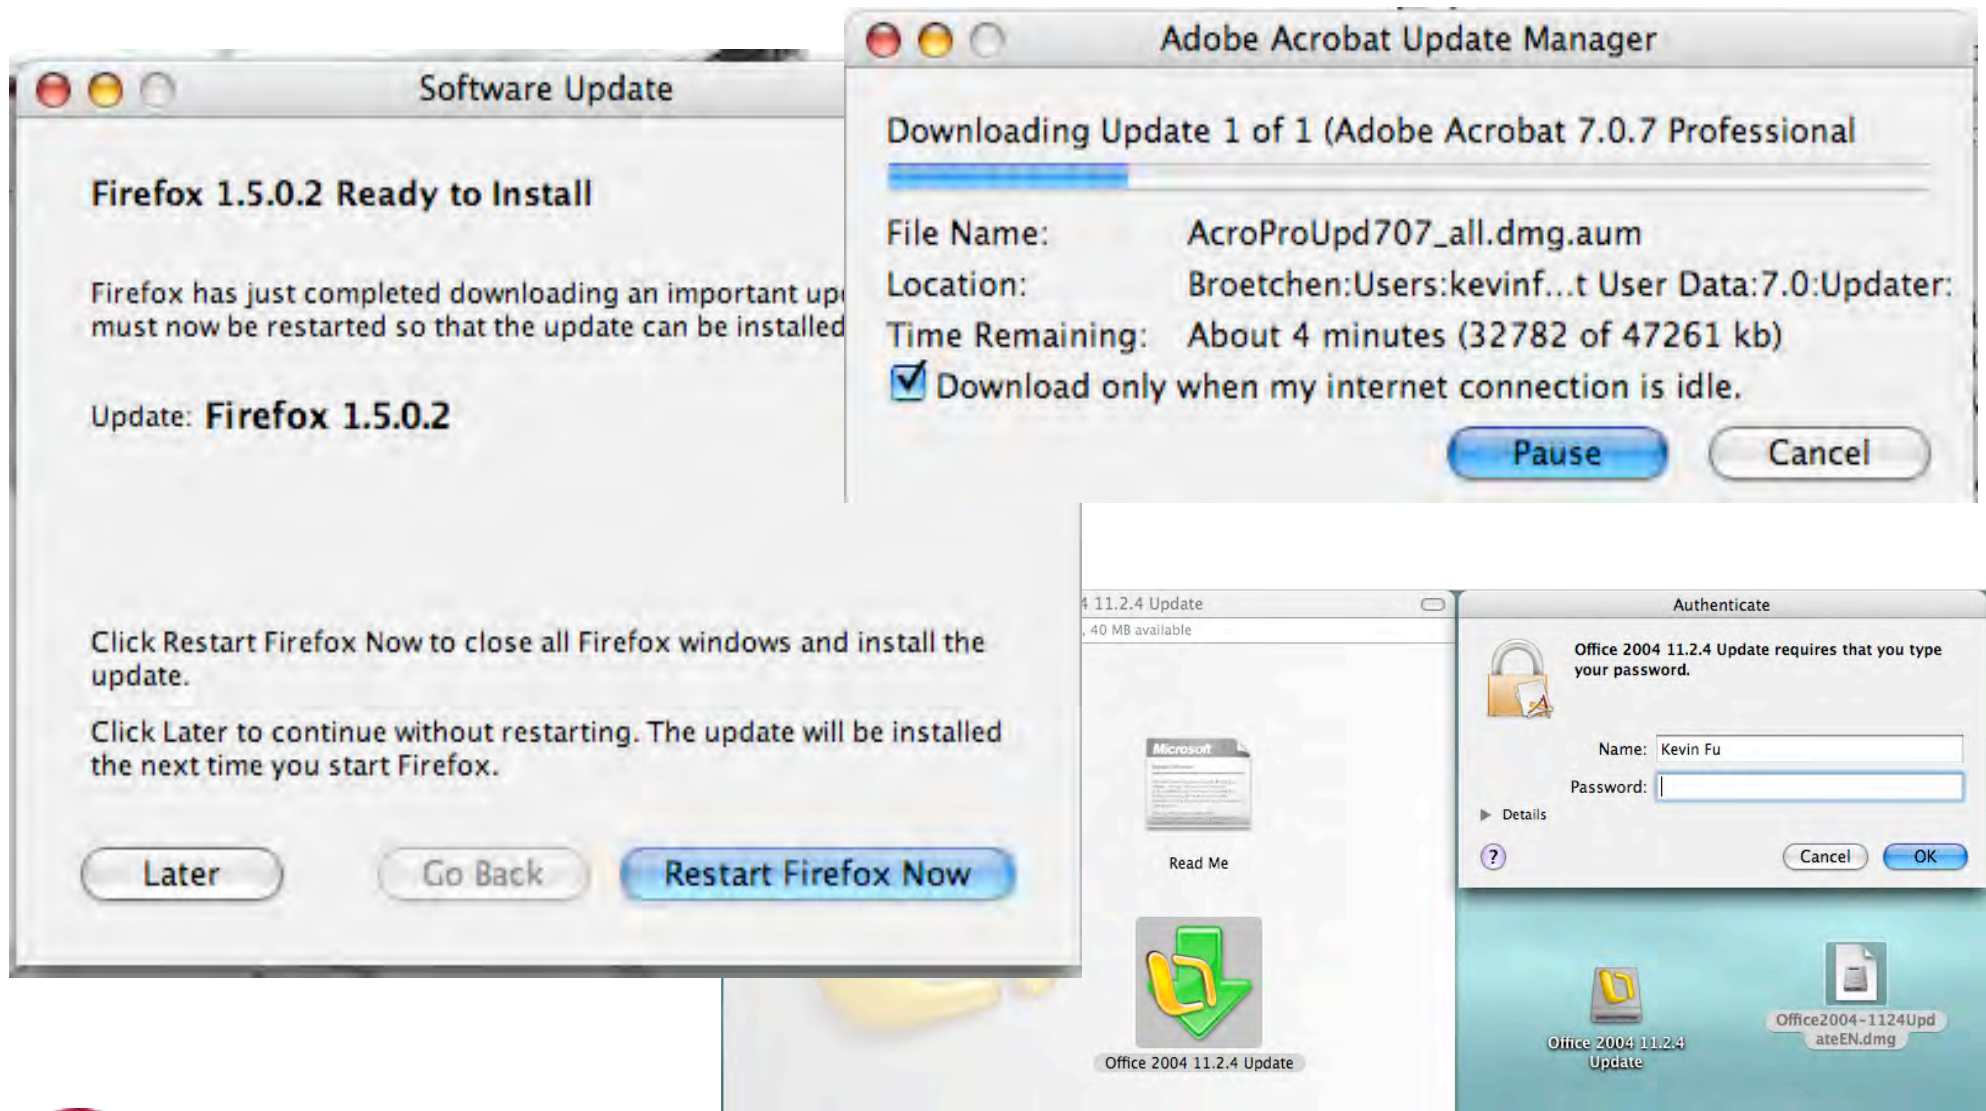 Software Update
Firefox 1.5.0.2 Ready to Install
Firefox has just completed downloading an important
must now be restarted so that the update can be installed
Update: Firefox 1.5.0.2
Click Restart Firefox Now to close all Firefox windows and install the
update.
Click Later to continue without restarting. The update will be installed
the next time you start Firefox.
Later
Go Back
Restart Firefox Now
Adobe Acrobat Update Manager
Downloading Update 1 of 1 (Adobe Acrobat 7.0.7 Professional
File Name: AcroProUpd707_all.dmg.aum
Location: Broetchen:Users:kevinf...t User Data:7.0:Updater:
Time Remaining: About 4 minutes (32782 of 47261 kb)
Download only when my internet connection is idle.
Pause
Cancel
4 11.2.4 Update
, 40 MB available
Microsoft
Read Me
Office 2004 11.2.4 Update
Authenticate
Office 2004 11.2.4 Update requires that you type
your password.
Name: Kevin Fu
Password:
Details
?
Cancel
OK
Office 2004 11.2.4
Update
Office2004-1124Upd
ateEN.dmg